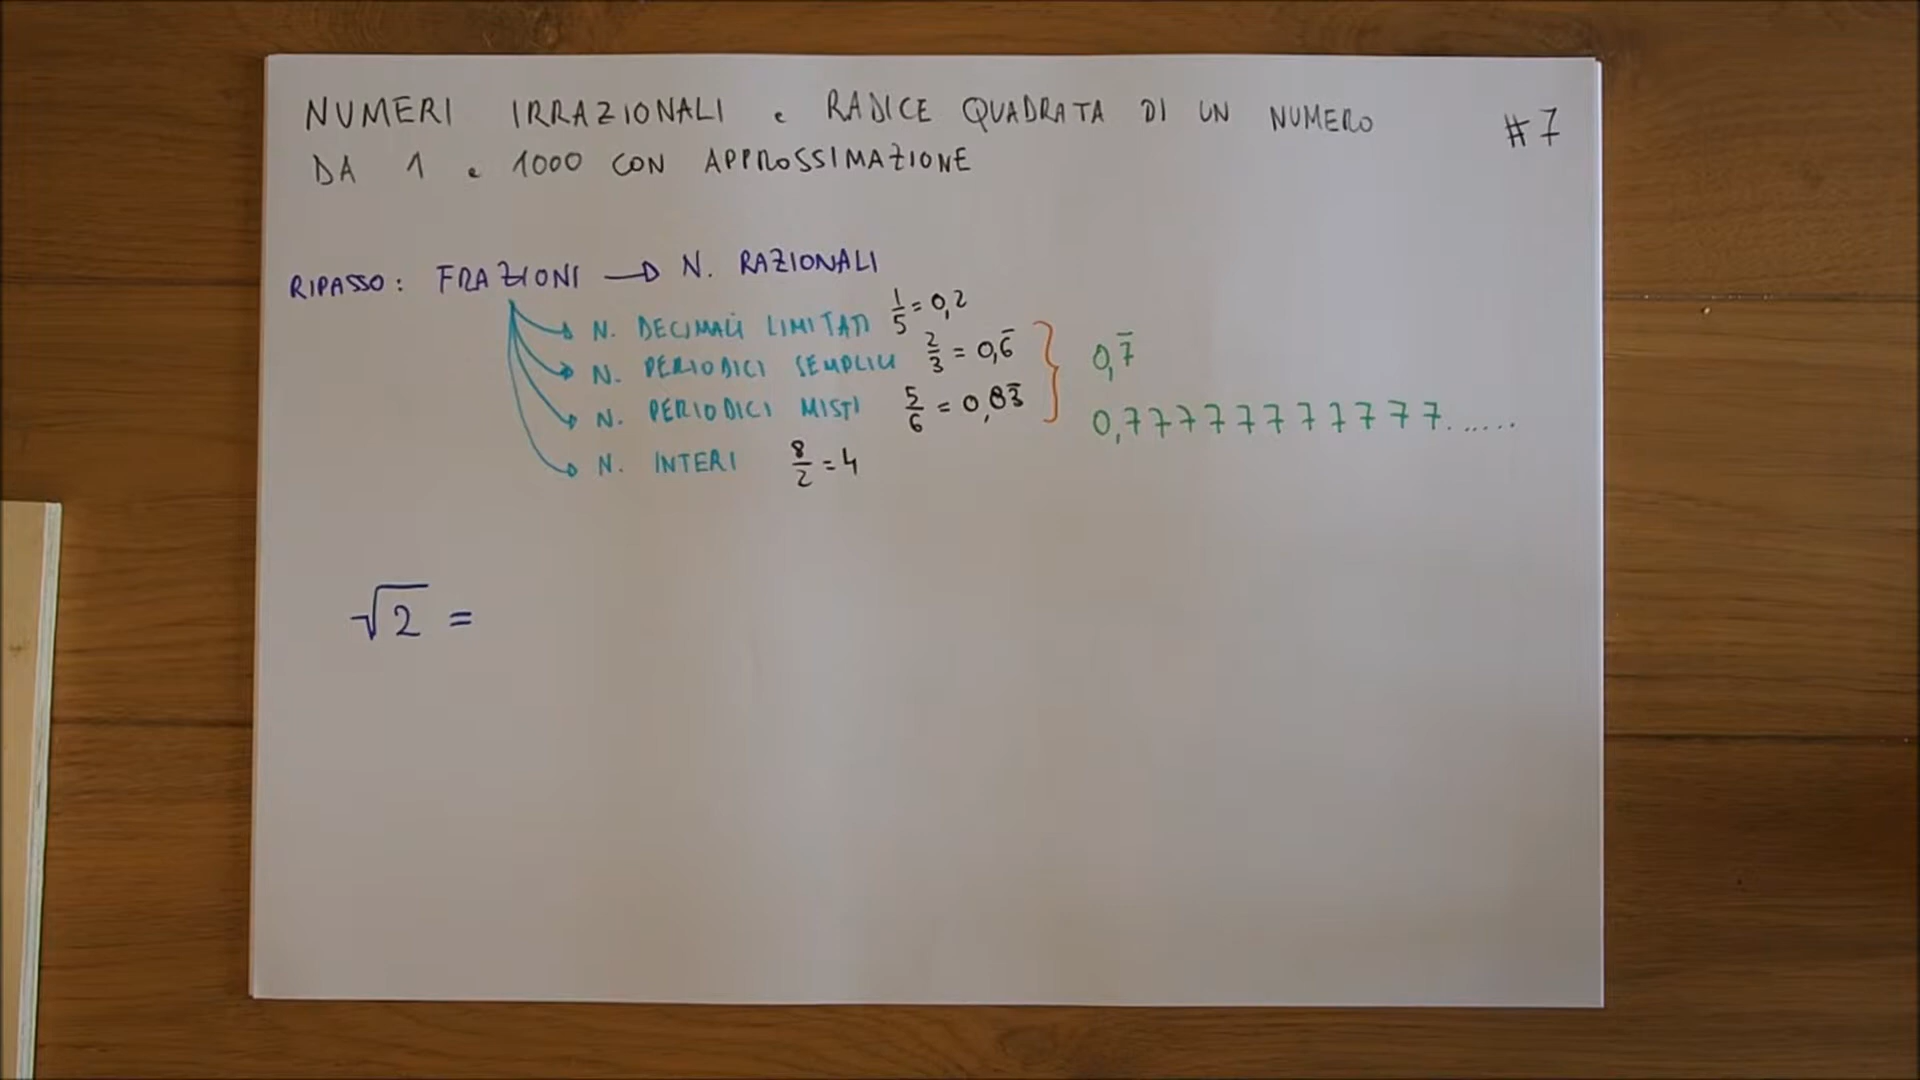 NUMERI IRRAZIONALI e RADICE QUADRATA DI UN NUMERO #7
DA 1 e 1000 CON APPROSSIMAZIONE
RIPASSO: FRAZIONI → N. RAZIONALI
N. DECIMALI LIMITATI 1/5 = 0,2
N. PERIODICI SEMPLICI 2/3 = 0,6̅
0,7̅
N. PERIODICI MISTI 5/6 = 0,83̅
0,777777777777......
N. INTERI 8/2 = 4
√2 =